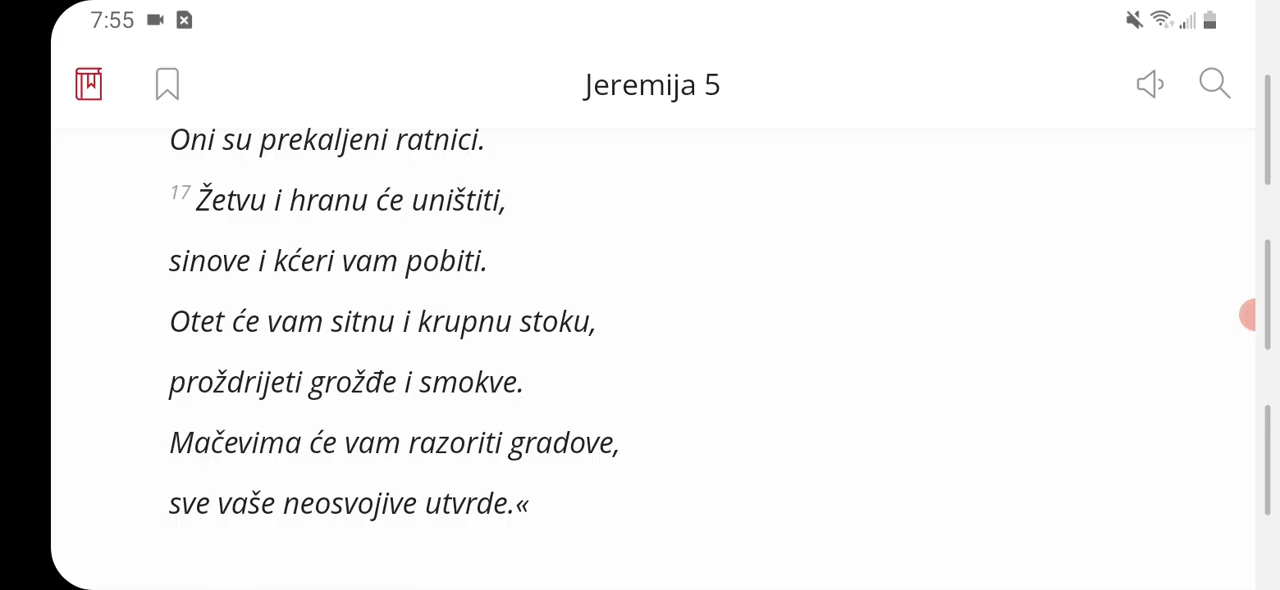 7:55
Jeremija 5
Oni su prekaljeni ratnici.
17 Žetvu i hranu će uništiti,
sinove i kćeri vam pobiti.
Otet će vam sitnu i krupnu stoku,
proždrijeti grožđe i smokve.
Mačevima će vam razoriti gradove,
sve vaše neosvojive utvrde.«